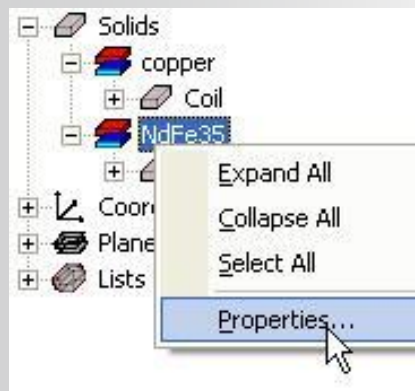 Solids
copper
Coil
NdFe35
Expand All
Coor
Collapse All
Plane
Select All
Lists
Properties...